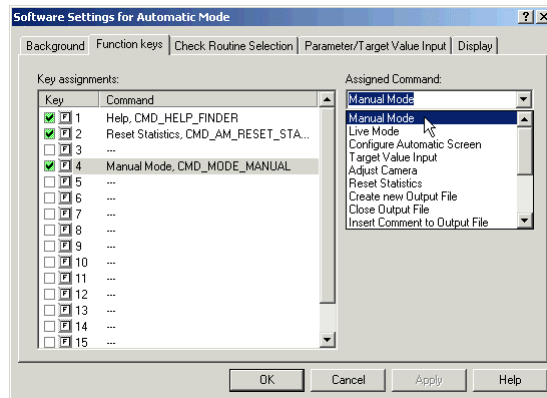 Software Settings for Automatic Mode
Background Function keys Check Routine Selection Parameter/Target Value Input Display
Key assignments:
Key Command
F 1 Help, CMD_HELP_FINDER
F 2 Reset Statistics, CMD_AM_RESET_STA...
F 3 ...
F 4 Manual Mode, CMD_MODE_MANUAL
F 5 ...
F 6 ...
F 7 ...
F 8 ...
F 9 ...
F 10 ...
F 11 ...
F 12 ...
F 13 ...
F 14 ...
F 15 ...
Assigned Command:
Manual Mode
Manual Mode
Live Mode
Configure Automatic Screen
Target Value Input
Adjust Camera
Reset Statistics
Create new Output File
Close Output File
Insert Comment to Output File
OK Cancel Apply Help